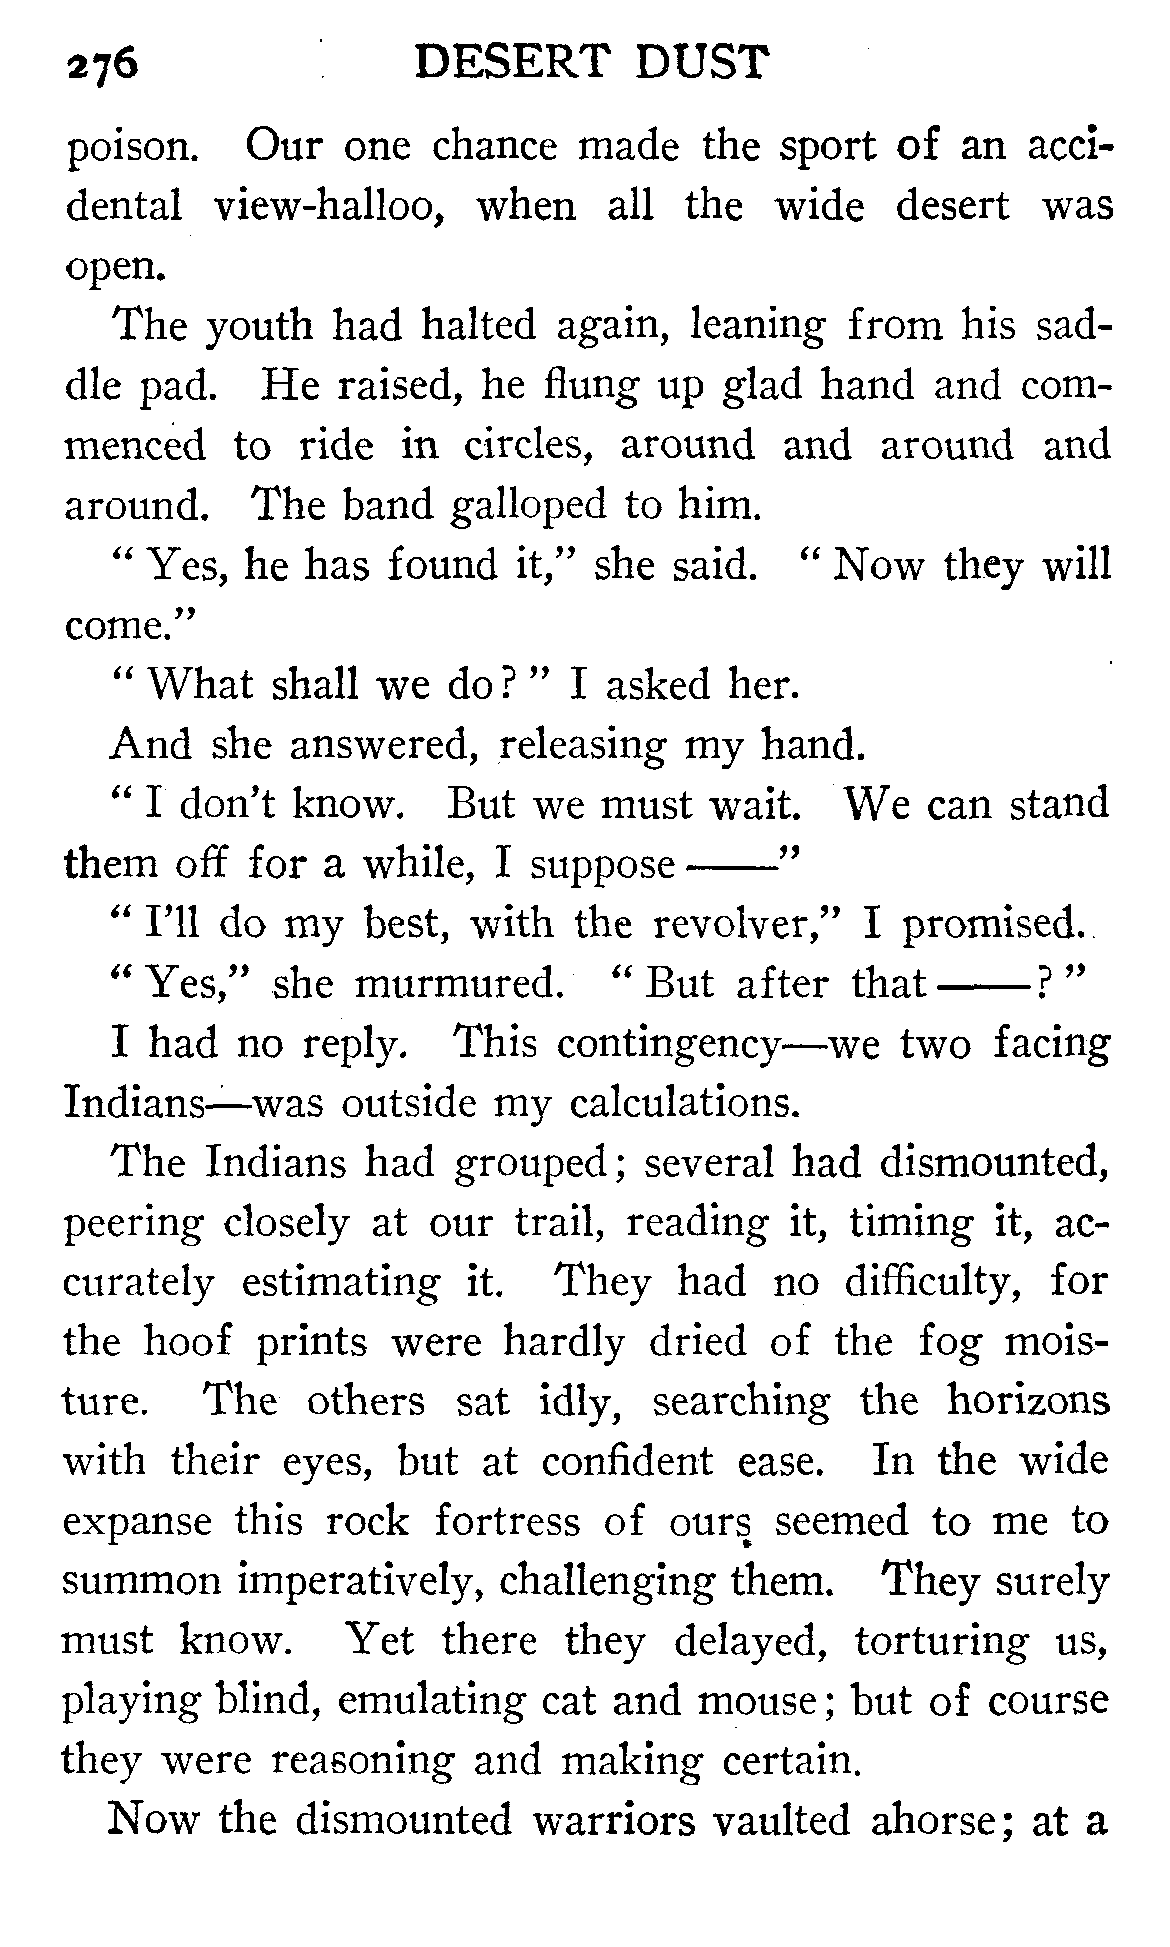 276 DESERT DUST
poison. Our one chance made the sport of an acci-
dental view-halloo, when all the wide desert was
open.
The youth had halted again, leaning from his sad-
dle pad. He raised, he flung up glad hand and com-
menced to ride in circles, around and around and
around. The band galloped to him.
“ Yes, he has found it,” she said. “ Now they will
come.”
“ What shall we do? ” I asked her.
And she answered, releasing my hand.
“ I don't know. But we must wait. We can stand
them off for a while, I suppose ——”
“ I'll do my best, with the revolver,” I promised.
“ Yes,” she murmured. “ But after that ——? ”
I had no reply. This contingency—we two facing
Indians—was outside my calculations.
The Indians had grouped; several had dismounted,
peering closely at our trail, reading it, timing it, ac-
curately estimating it. They had no difficulty, for
the hoof prints were hardly dried of the fog mois-
ture. The others sat idly, searching the horizons
with their eyes, but at confident ease. In the wide
expanse this rock fortress of ours seemed to me to
summon imperatively, challenging them. They surely
must know. Yet there they delayed, torturing us,
playing blind, emulating cat and mouse; but of course
they were reasoning and making certain.
Now the dismounted warriors vaulted ahorse; at a